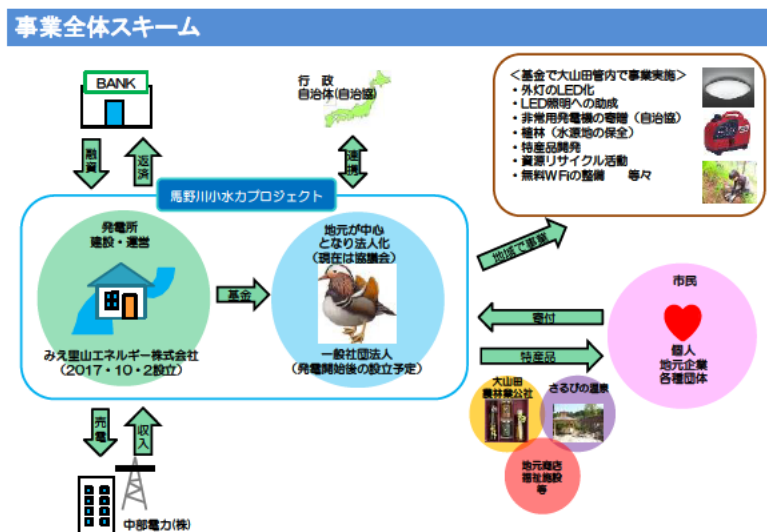 事業全体スキーム
BANK
行 政
自治体(自治協)
融資
返済
連携
<基金で大山田管内で事業実施>
・外灯のLED化
・LED照明への助成
・非常用発電機の寄贈（自治協）
・植林（水源地の保全）
・特産品開発
・資源リサイクル活動
・無料WFiの整備　等々
馬野川小水力プロジェクト
発電所
建設・運営
みえ里山エネルギー株式会社
（2017・10・2設立）
基金
地元が中心
となり法人化
（現在は協議会）
一般社団法人
（発電開始後の設立予定）
地域で事業
寄付
特産品
市民
個人
地元企業
各種団体
大山田
農林業公社
さるびの温泉
地元商店
福祉施設
等
売電
収入
中部電力(株)